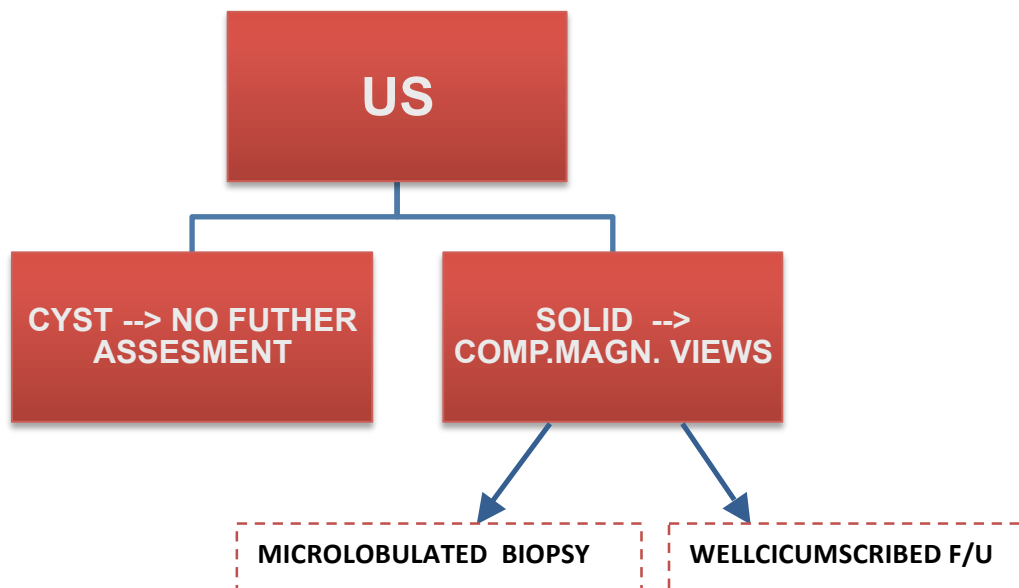 US
CYST --> NO FUTHER
ASSESMENT
SOLID -->
COMP.MAGN. VIEWS
MICROLOBULATED BIOPSY
WELLCICUMSCRIBED F/U